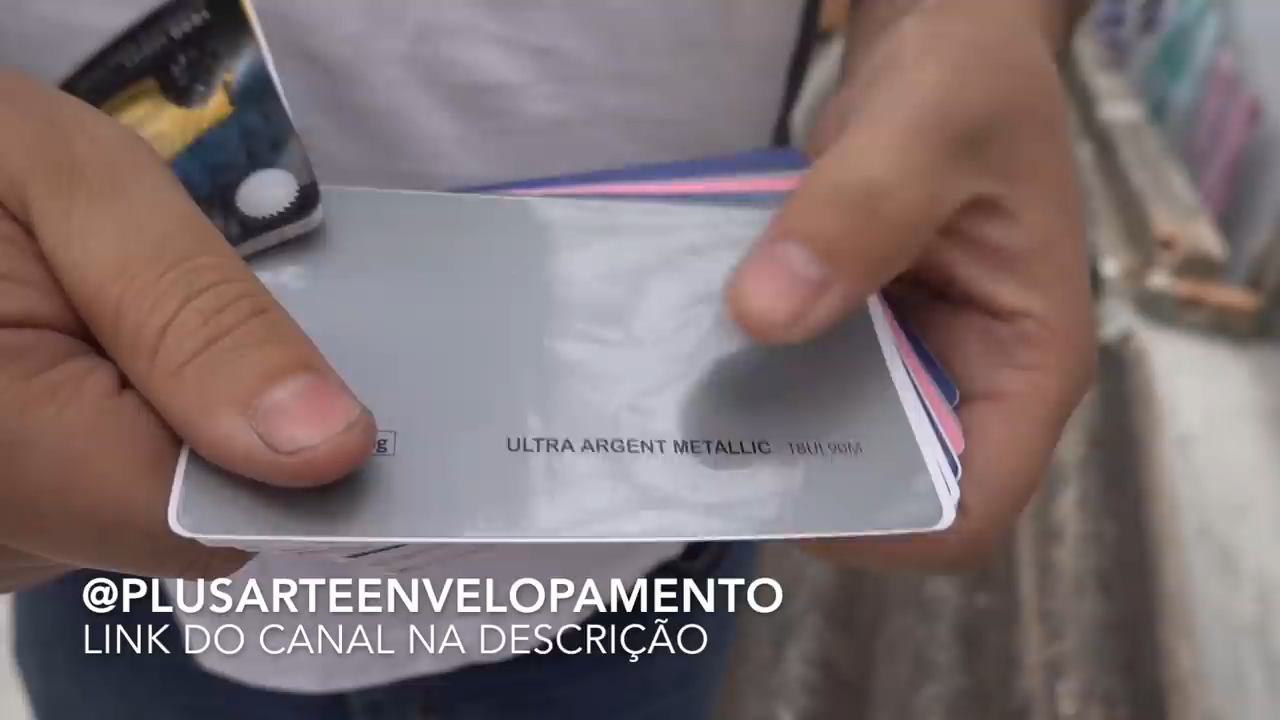 ULTRA ARGENT METALLIC
@PLUSARTEENVELOPAMENTO
LINK DO CANAL NA DESCRIÇÃO